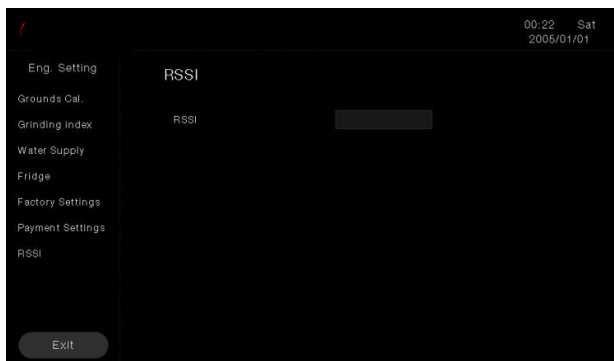 00:22 Sat
2005/01/01
Eng. Setting
Grounds Cal.
Grinding index
Water Supply
Fridge
Factory Settings
Payment Settings
RSSI
Exit
RSSI
RSSI